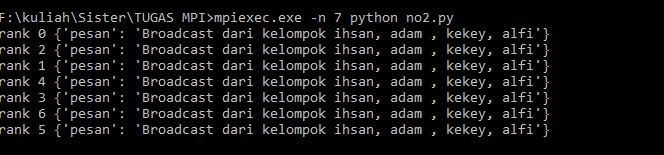 F:\kuliah\Sister\TUGAS MPI>mpiexec.exe -n 7 python no2.py
rank 0 {'pesan': 'Broadcast dari kelompok ihsan, adam , kekey, alfi'}
rank 2 {'pesan': 'Broadcast dari kelompok ihsan, adam , kekey, alfi'}
rank 1 {'pesan': 'Broadcast dari kelompok ihsan, adam , kekey, alfi'}
rank 4 {'pesan': 'Broadcast dari kelompok ihsan, adam , kekey, alfi'}
rank 3 {'pesan': 'Broadcast dari kelompok ihsan, adam , kekey, alfi'}
rank 6 {'pesan': 'Broadcast dari kelompok ihsan, adam , kekey, alfi'}
rank 5 {'pesan': 'Broadcast dari kelompok ihsan, adam , kekey, alfi'}